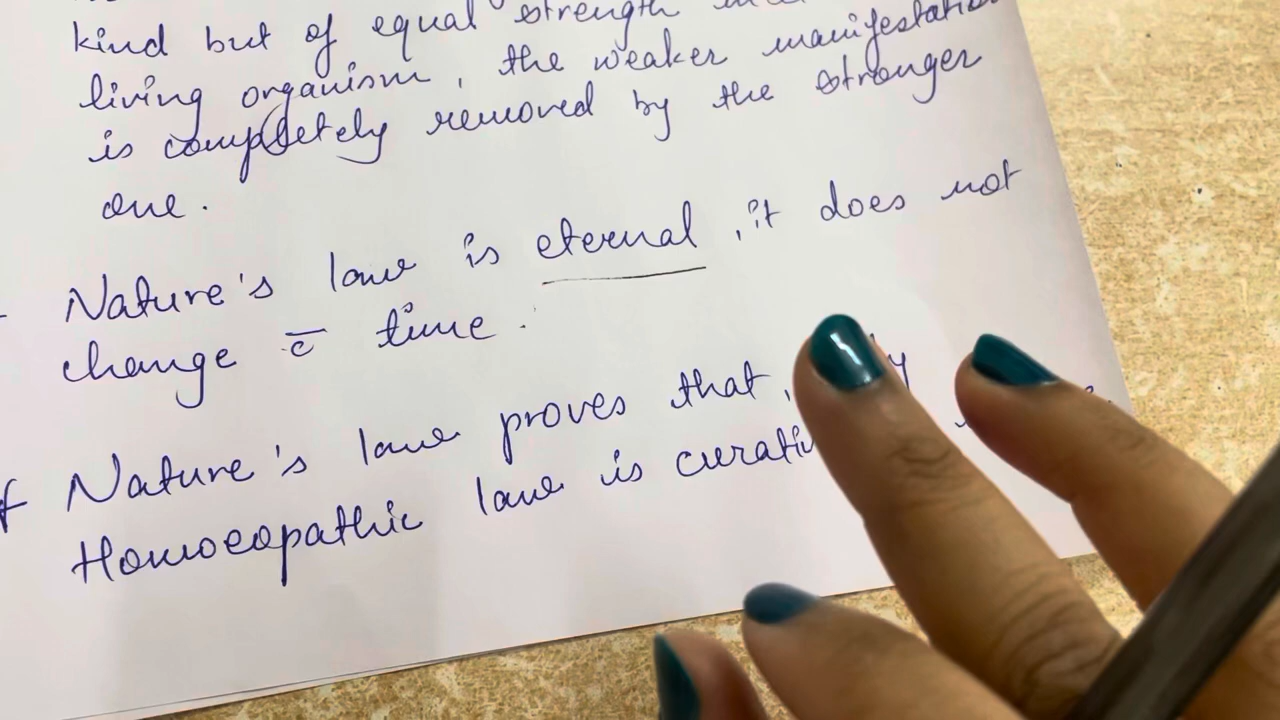 kind but of equal strength
living organism, the weaker manifestation
is completely removed by the stronger
one.
Nature's law is eternal, it does not
change c̄ time.
Nature's law proves that,
Homoeopathic law is